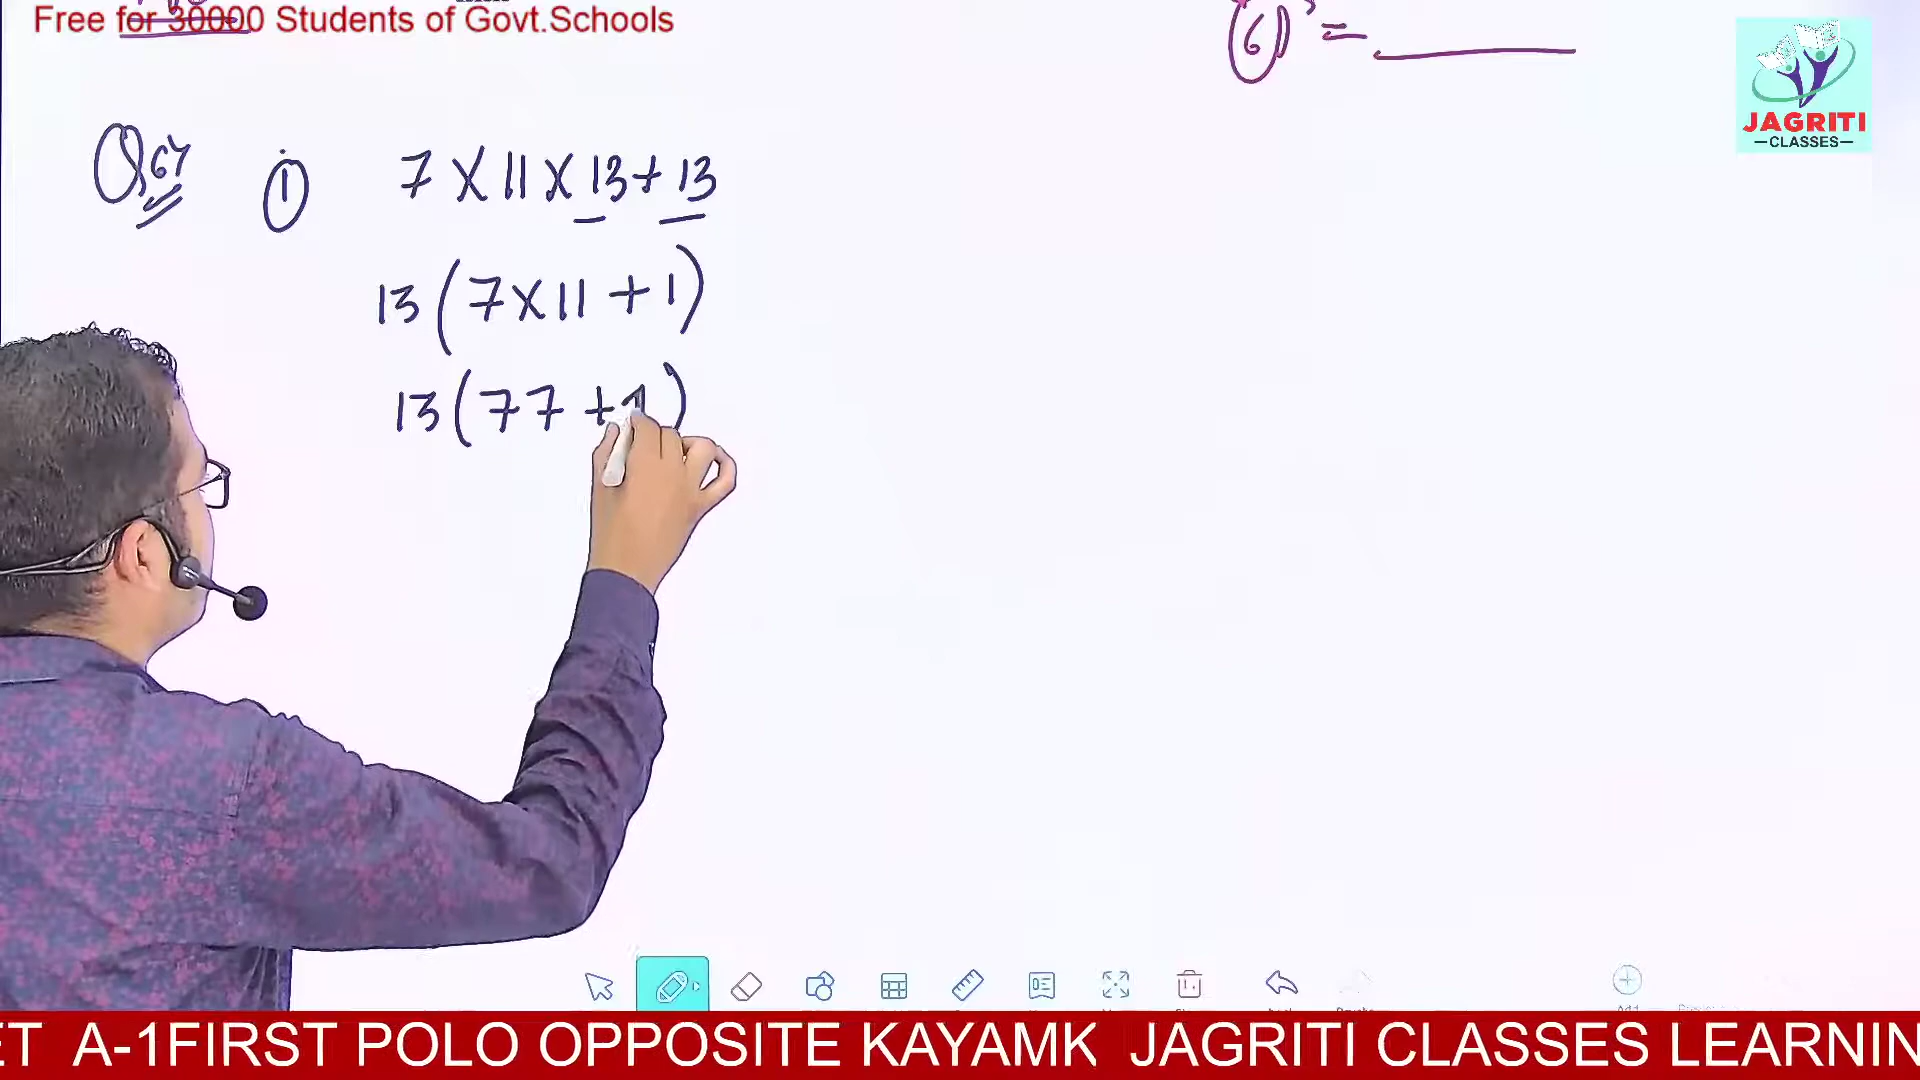 Free for 30000 Students of Govt.Schools
6) =
JAGRITI
—CLASSES—
Q67 ① 7 × 11 × 13 + 13
13 (7 × 11 + 1)
13 (77 + 1)
ET A-1FIRST POLO OPPOSITE KAYAMK JAGRITI CLASSES LEARNIN